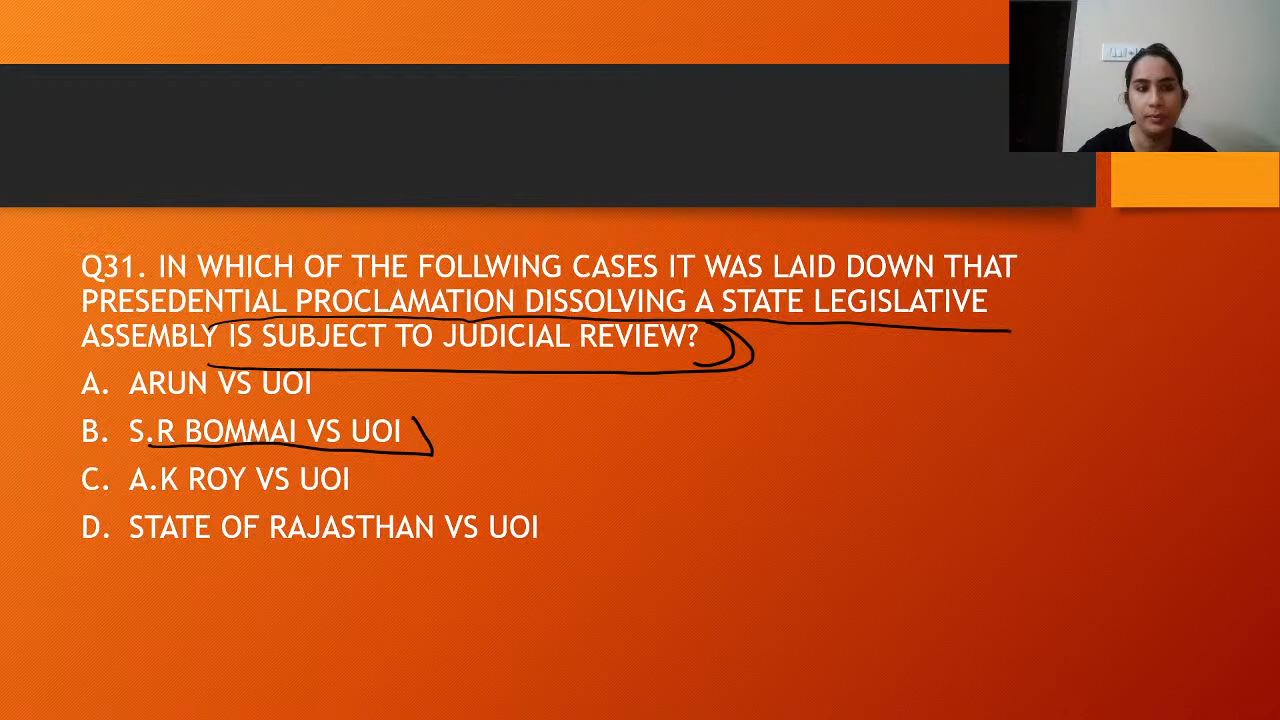 Q31. IN WHICH OF THE FOLLWING CASES IT WAS LAID DOWN THAT
PRESEDENTIAL PROCLAMATION DISSOLVING A STATE LEGISLATIVE
ASSEMBLY IS SUBJECT TO JUDICIAL REVIEW?
A. ARUN VS UOI
B. S.R BOMMAI VS UOI
C. A.K ROY VS UOI
D. STATE OF RAJASTHAN VS UOI